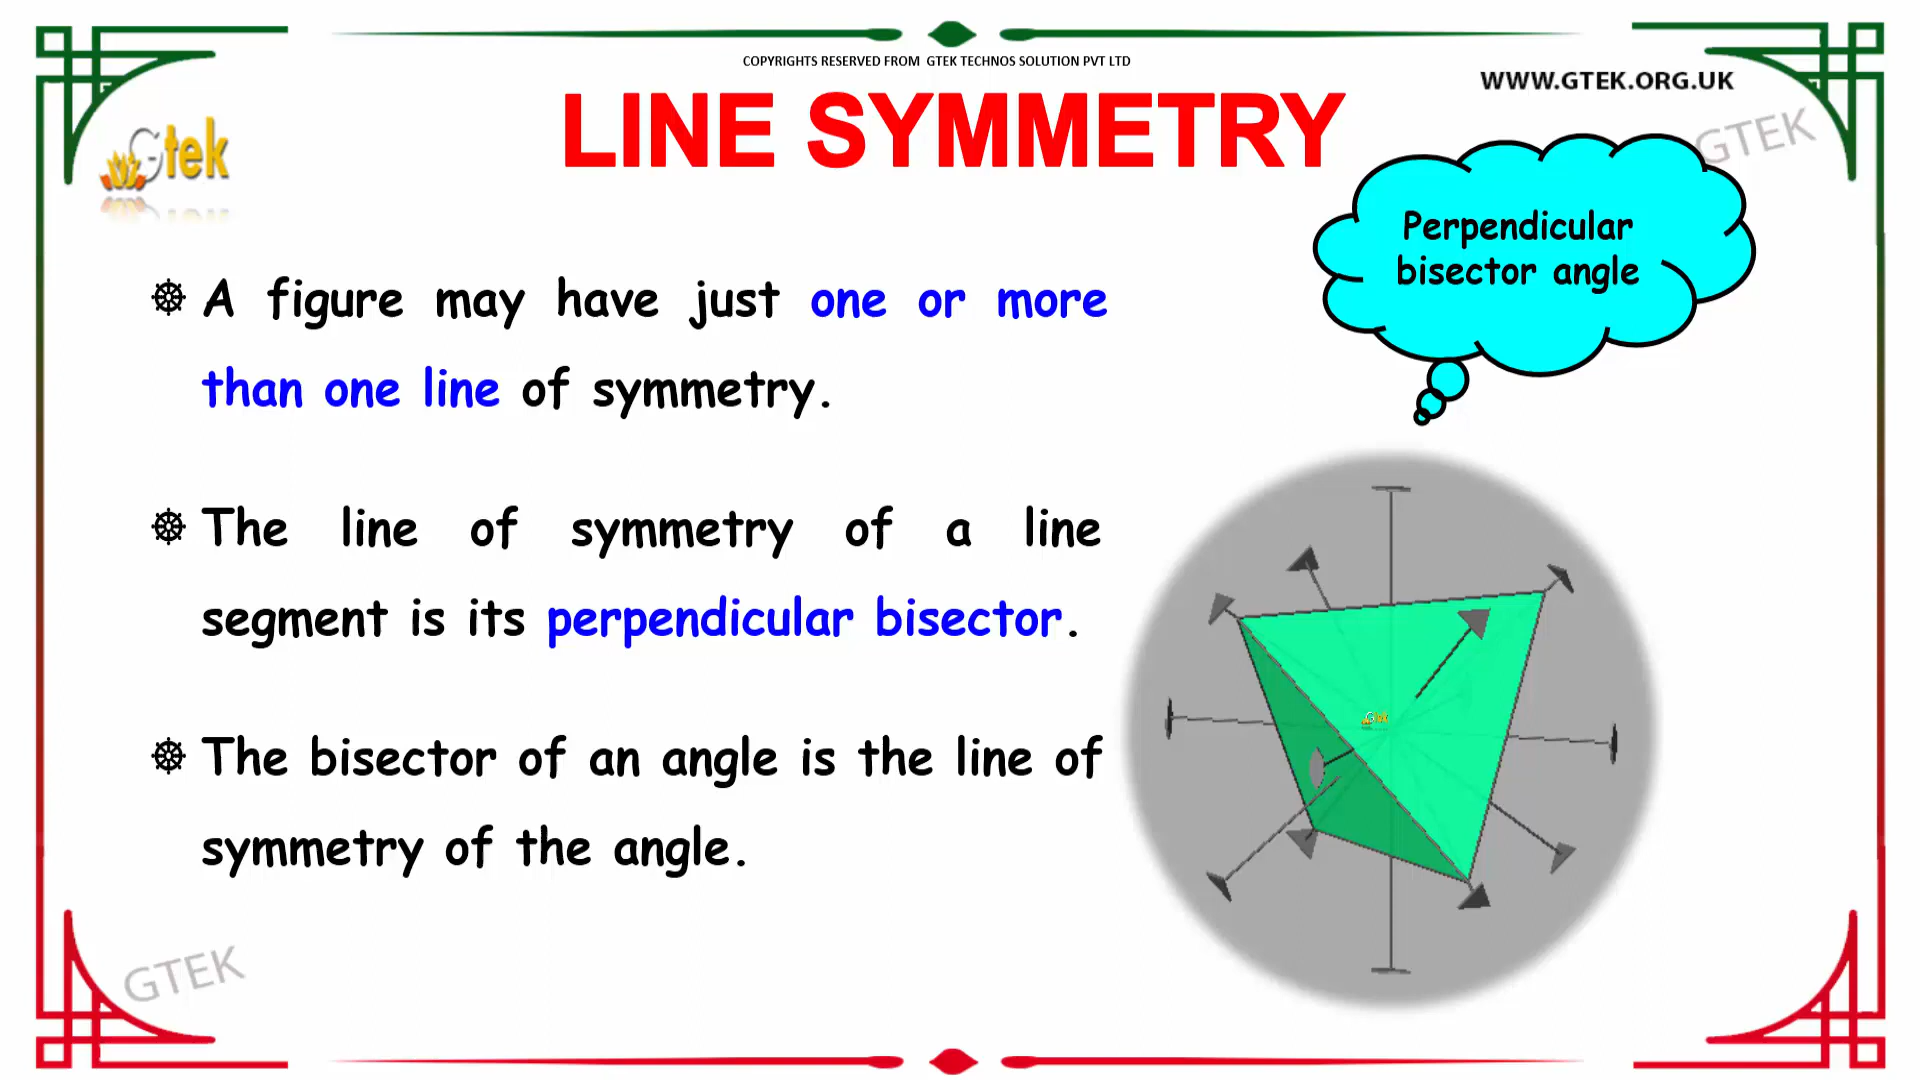 COPYRIGHTS RESERVED FROM GTEK TECHNOS SOLUTION PVT LTD
WWW.GTEK.ORG.UK
LINE SYMMETRY
GTEK
Gtek
Perpendicular
bisector angle
A figure may have just one or more
than one line of symmetry.
The line of symmetry of a line
segment is its perpendicular bisector.
The bisector of an angle is the line of
symmetry of the angle.
Gtek
GTEK